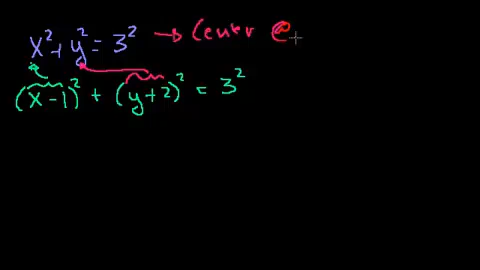 x² + y² = 3² → Center @
(x - 1)² + (y + 2)² = 3²